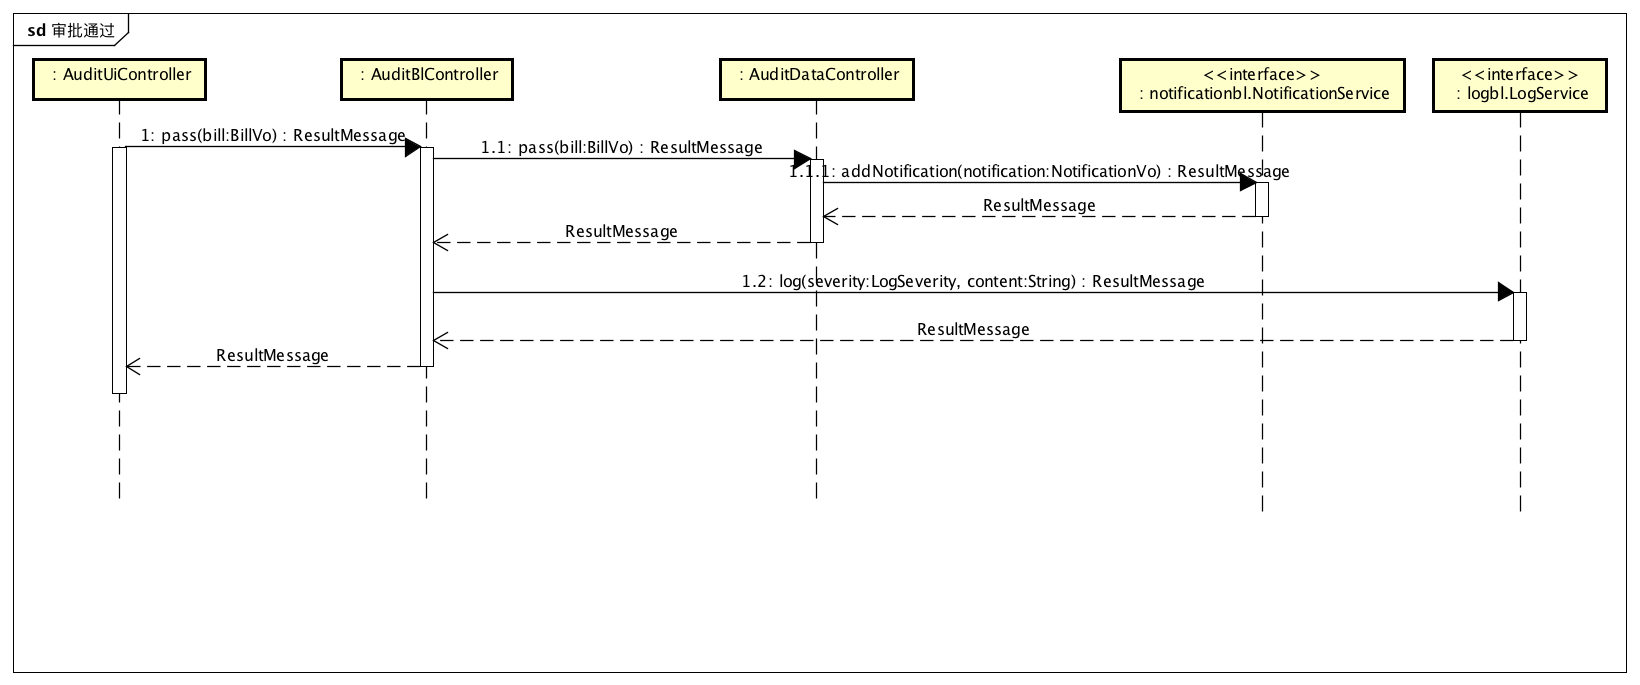 sd 审批通过
: AuditUiController
: AuditBlController
: AuditDataController
<<interface>>
: notificationbl.NotificationService
<<interface>>
: logbl.LogService
1: pass(bill:BillVo) : ResultMessage
1.1: pass(bill:BillVo) : ResultMessage
1.1.1: addNotification(notification:NotificationVo) : ResultMessage
ResultMessage
ResultMessage
1.2: log(severity:LogSeverity, content:String) : ResultMessage
ResultMessage
ResultMessage